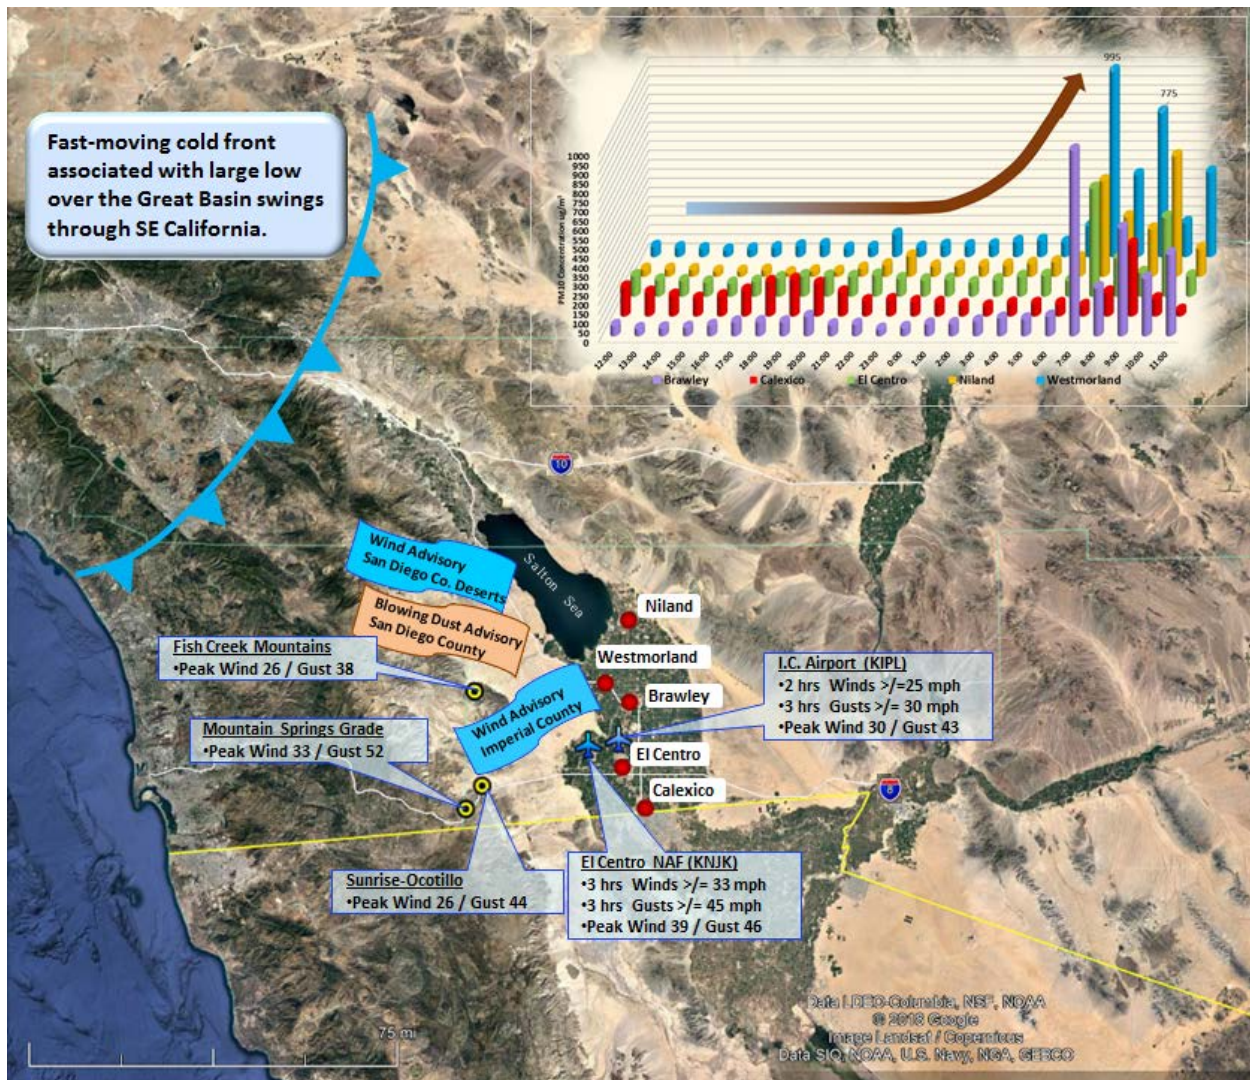 Fast-moving cold front
associated with large low
over the Great Basin swings
through SE California.
995
775
1000
950
900
850
800
750
700
650
600
550
500
450
400
350
300
250
200
150
100
50
0
PM10 Concentration ug/m³
12:00
13:00
14:00
15:00
16:00
17:00
18:00
19:00
20:00
21:00
22:00
23:00
0:00
1:00
2:00
3:00
4:00
5:00
6:00
7:00
8:00
9:00
10:00
11:00
Brawley
Calexico
El Centro
Niland
Westmorland
10
Wind Advisory
San Diego Co. Deserts
Salton Sea
Blowing Dust Advisory
San Diego County
Niland
Fish Creek Mountains
•Peak Wind 26 / Gust 38
Westmorland
I.C. Airport (KIPL)
•2 hrs Winds >/=25 mph
•3 hrs Gusts >/= 30 mph
•Peak Wind 30 / Gust 43
Brawley
Wind Advisory
Imperial County
Mountain Springs Grade
•Peak Wind 33 / Gust 52
El Centro
Calexico
8
El Centro NAF (KNJK)
•3 hrs Winds >/= 33 mph
•3 hrs Gusts >/= 45 mph
•Peak Wind 39 / Gust 46
Sunrise-Ocotillo
•Peak Wind 26 / Gust 44
75 mi
Data LDEO-Columbia, NSF, NOAA
© 2018 Google
Image Landsat / Copernicus
Data SIO, NOAA, U.S. Navy, NGA, GEBCO